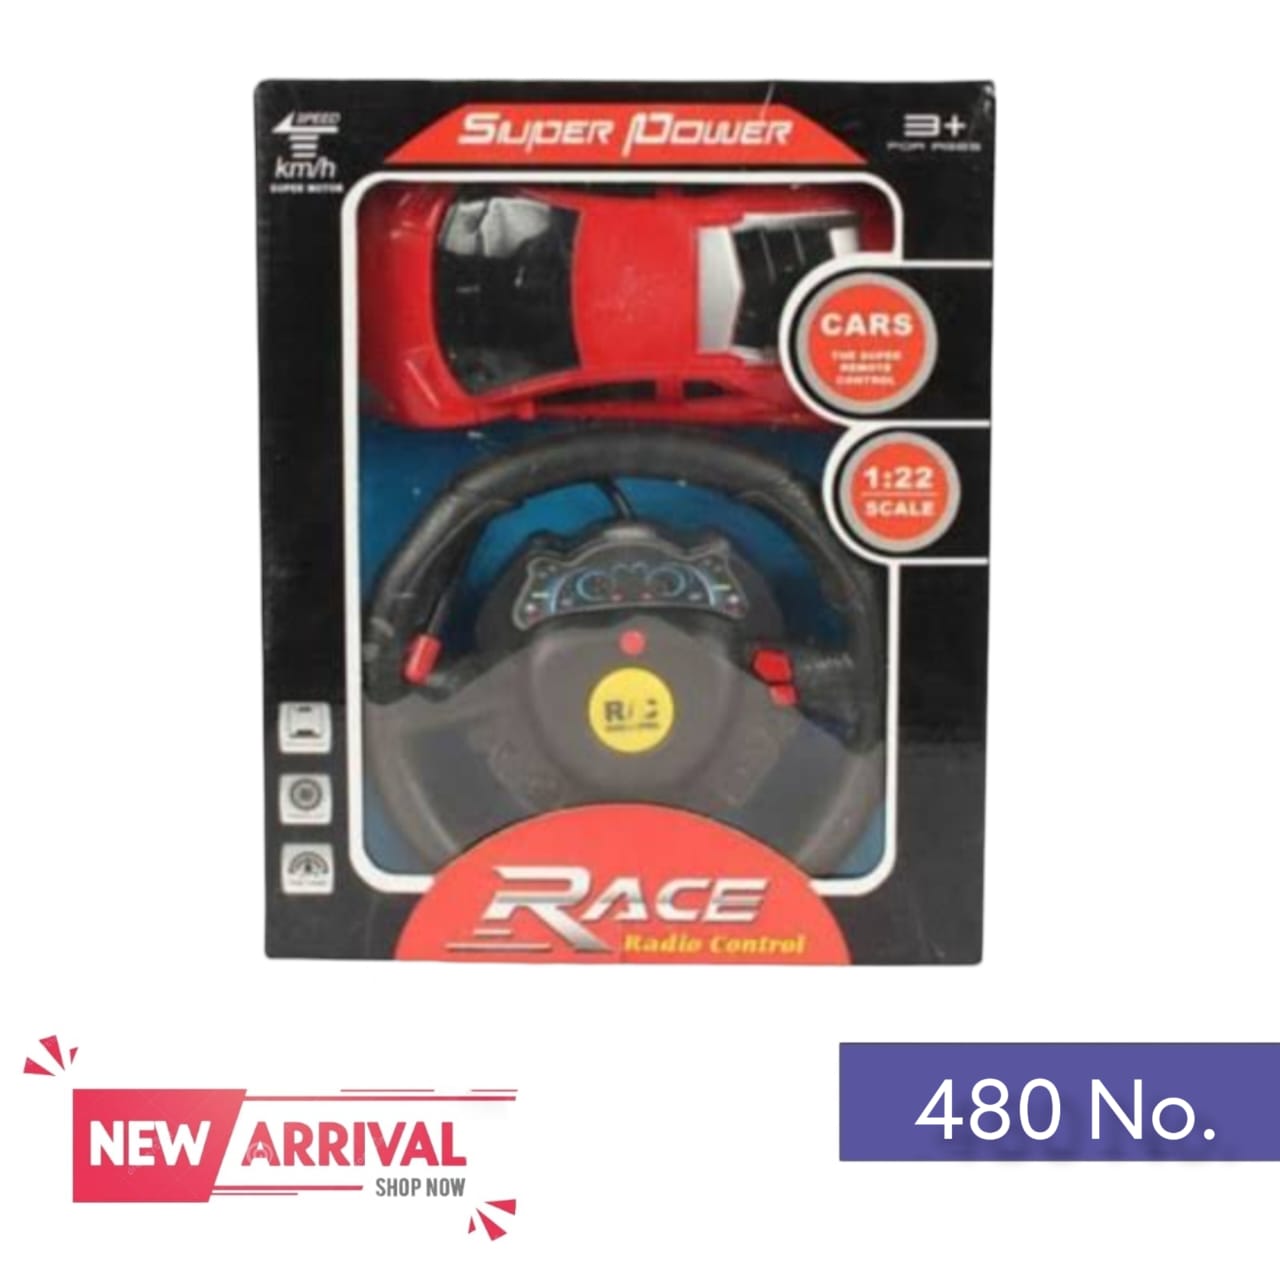 SPEED
km/h
SUPER MOTOR
SUPER POWER
3+
FOR AGES
CARS
THE SUPER
REMOTE
CONTROL
1:22
SCALE
R/C
RACE
Radio Control
NEW ARRIVAL
SHOP NOW
480 No.